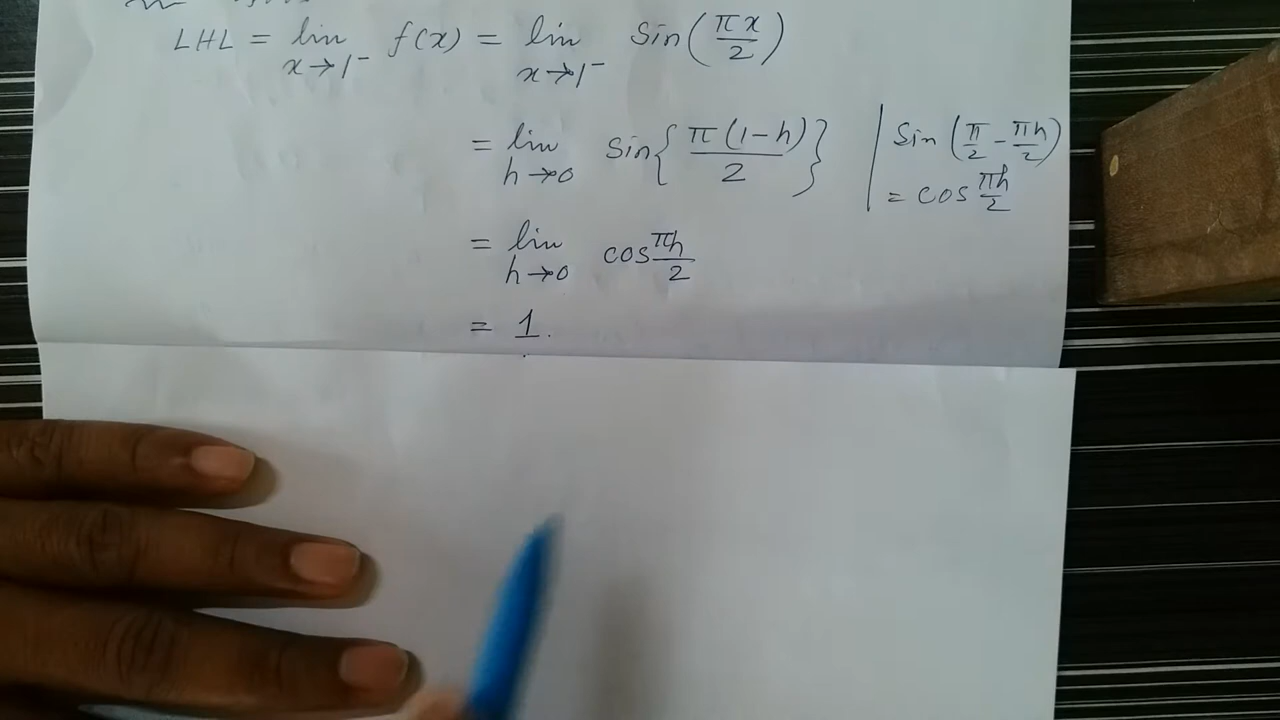 LHL = lim x→1⁻ f(x) = lim x→1⁻ Sin(πx/2)
= lim h→0 Sin{π(1-h)/2} | Sin(π/2 - πh/2)
= cos πh/2
= lim h→0 cos πh/2
= 1.